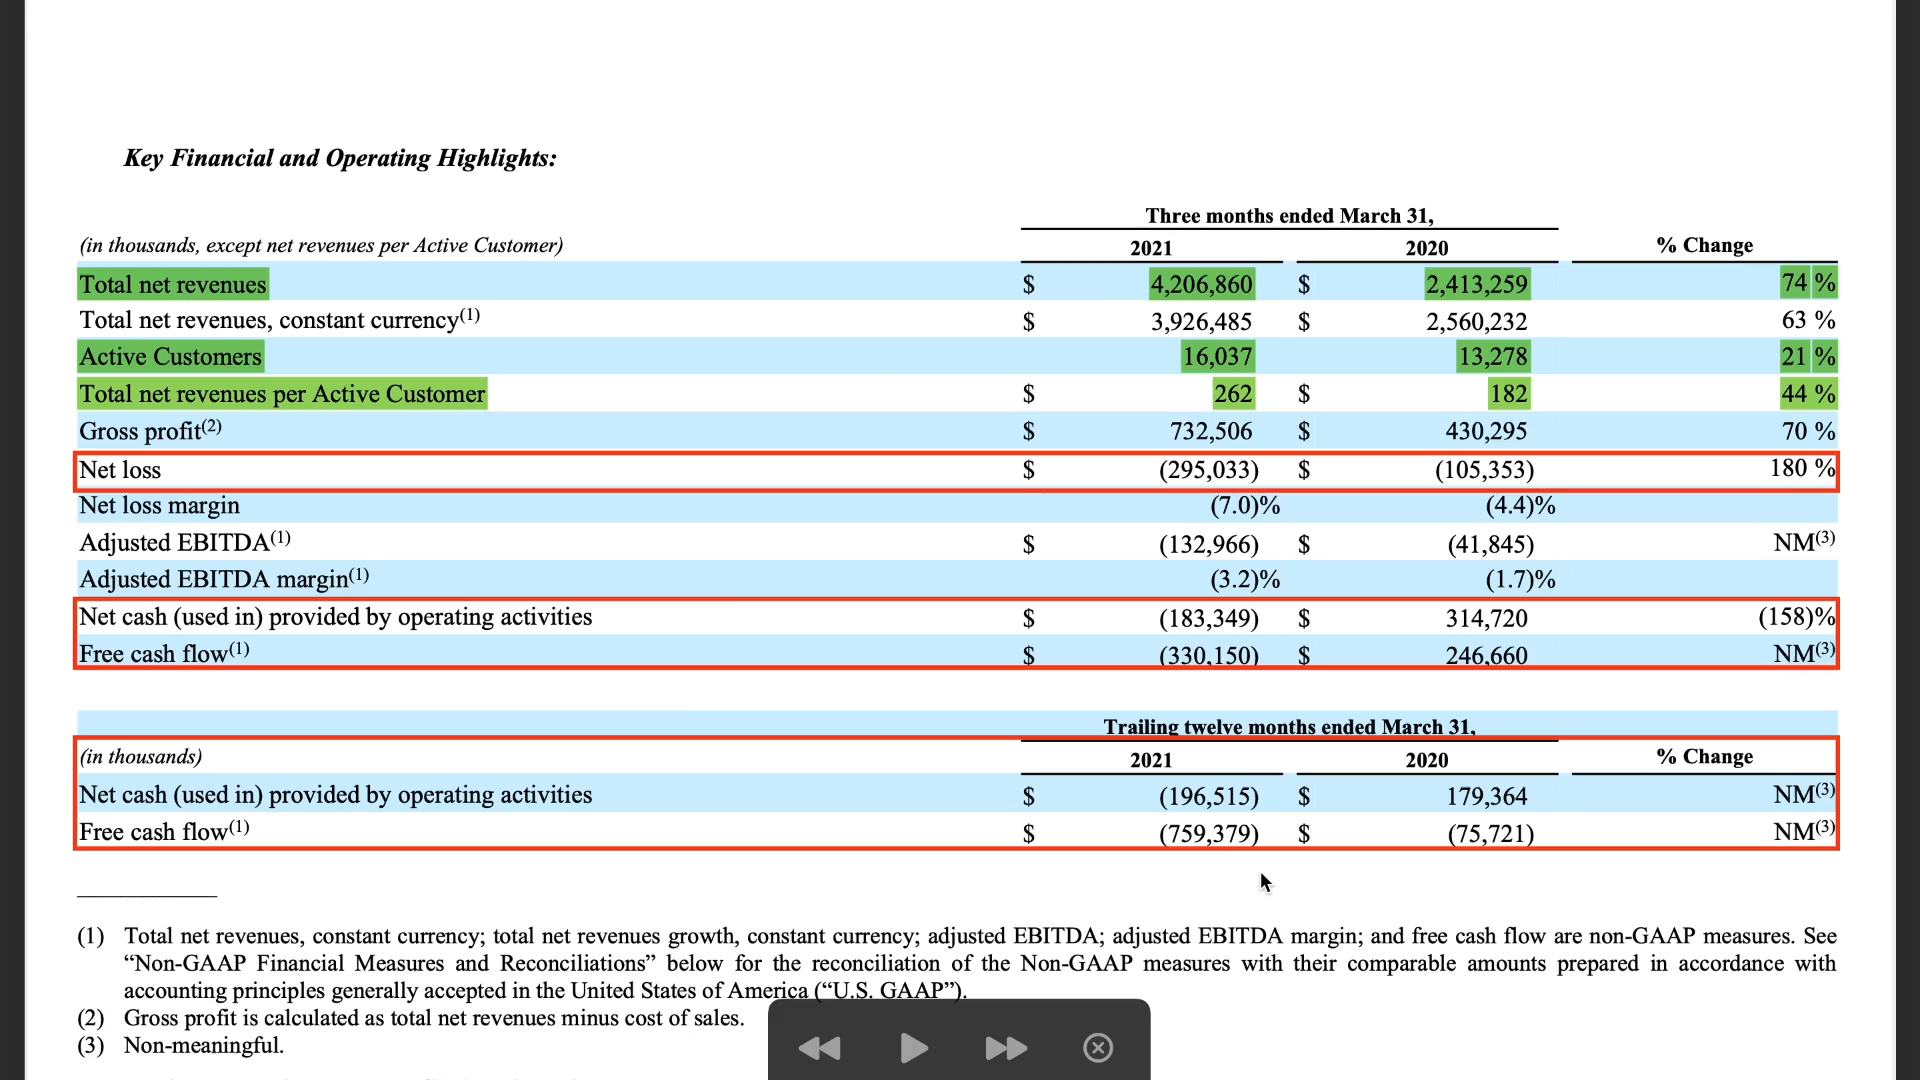 Key Financial and Operating Highlights:
Three months ended March 31,
(in thousands, except net revenues per Active Customer) 2021 2020 % Change
Total net revenues $ 4,206,860 $ 2,413,259 74 %
Total net revenues, constant currency(1) $ 3,926,485 $ 2,560,232 63 %
Active Customers 16,037 13,278 21 %
Total net revenues per Active Customer $ 262 $ 182 44 %
Gross profit(2) $ 732,506 $ 430,295 70 %
Net loss $ (295,033) $ (105,353) 180 %
Net loss margin (7.0)% (4.4)%
Adjusted EBITDA(1) $ (132,966) $ (41,845) NM(3)
Adjusted EBITDA margin(1) (3.2)% (1.7)%
Net cash (used in) provided by operating activities $ (183,349) $ 314,720 (158)%
Free cash flow(1) $ (330,150) $ 246,660 NM(3)
Trailing twelve months ended March 31,
(in thousands) 2021 2020 % Change
Net cash (used in) provided by operating activities $ (196,515) $ 179,364 NM(3)
Free cash flow(1) $ (759,379) $ (75,721) NM(3)
(1) Total net revenues, constant currency; total net revenues growth, constant currency; adjusted EBITDA; adjusted EBITDA margin; and free cash flow are non-GAAP measures. See
“Non-GAAP Financial Measures and Reconciliations” below for the reconciliation of the Non-GAAP measures with their comparable amounts prepared in accordance with
accounting principles generally accepted in the United States of America (“U.S. GAAP”).
(2) Gross profit is calculated as total net revenues minus cost of sales.
(3) Non-meaningful.